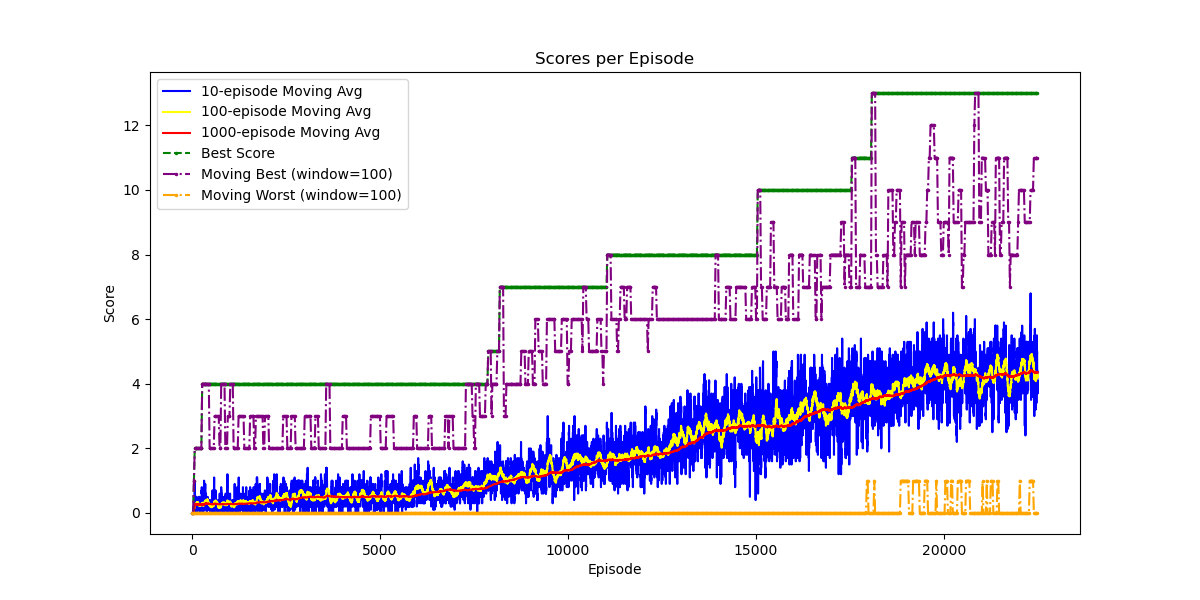 Scores per Episode
10-episode Moving Avg
100-episode Moving Avg
1000-episode Moving Avg
Best Score
Moving Best (window=100)
Moving Worst (window=100)
12
10
8
6
4
2
0
Score
0 5000 10000 15000 20000
Episode